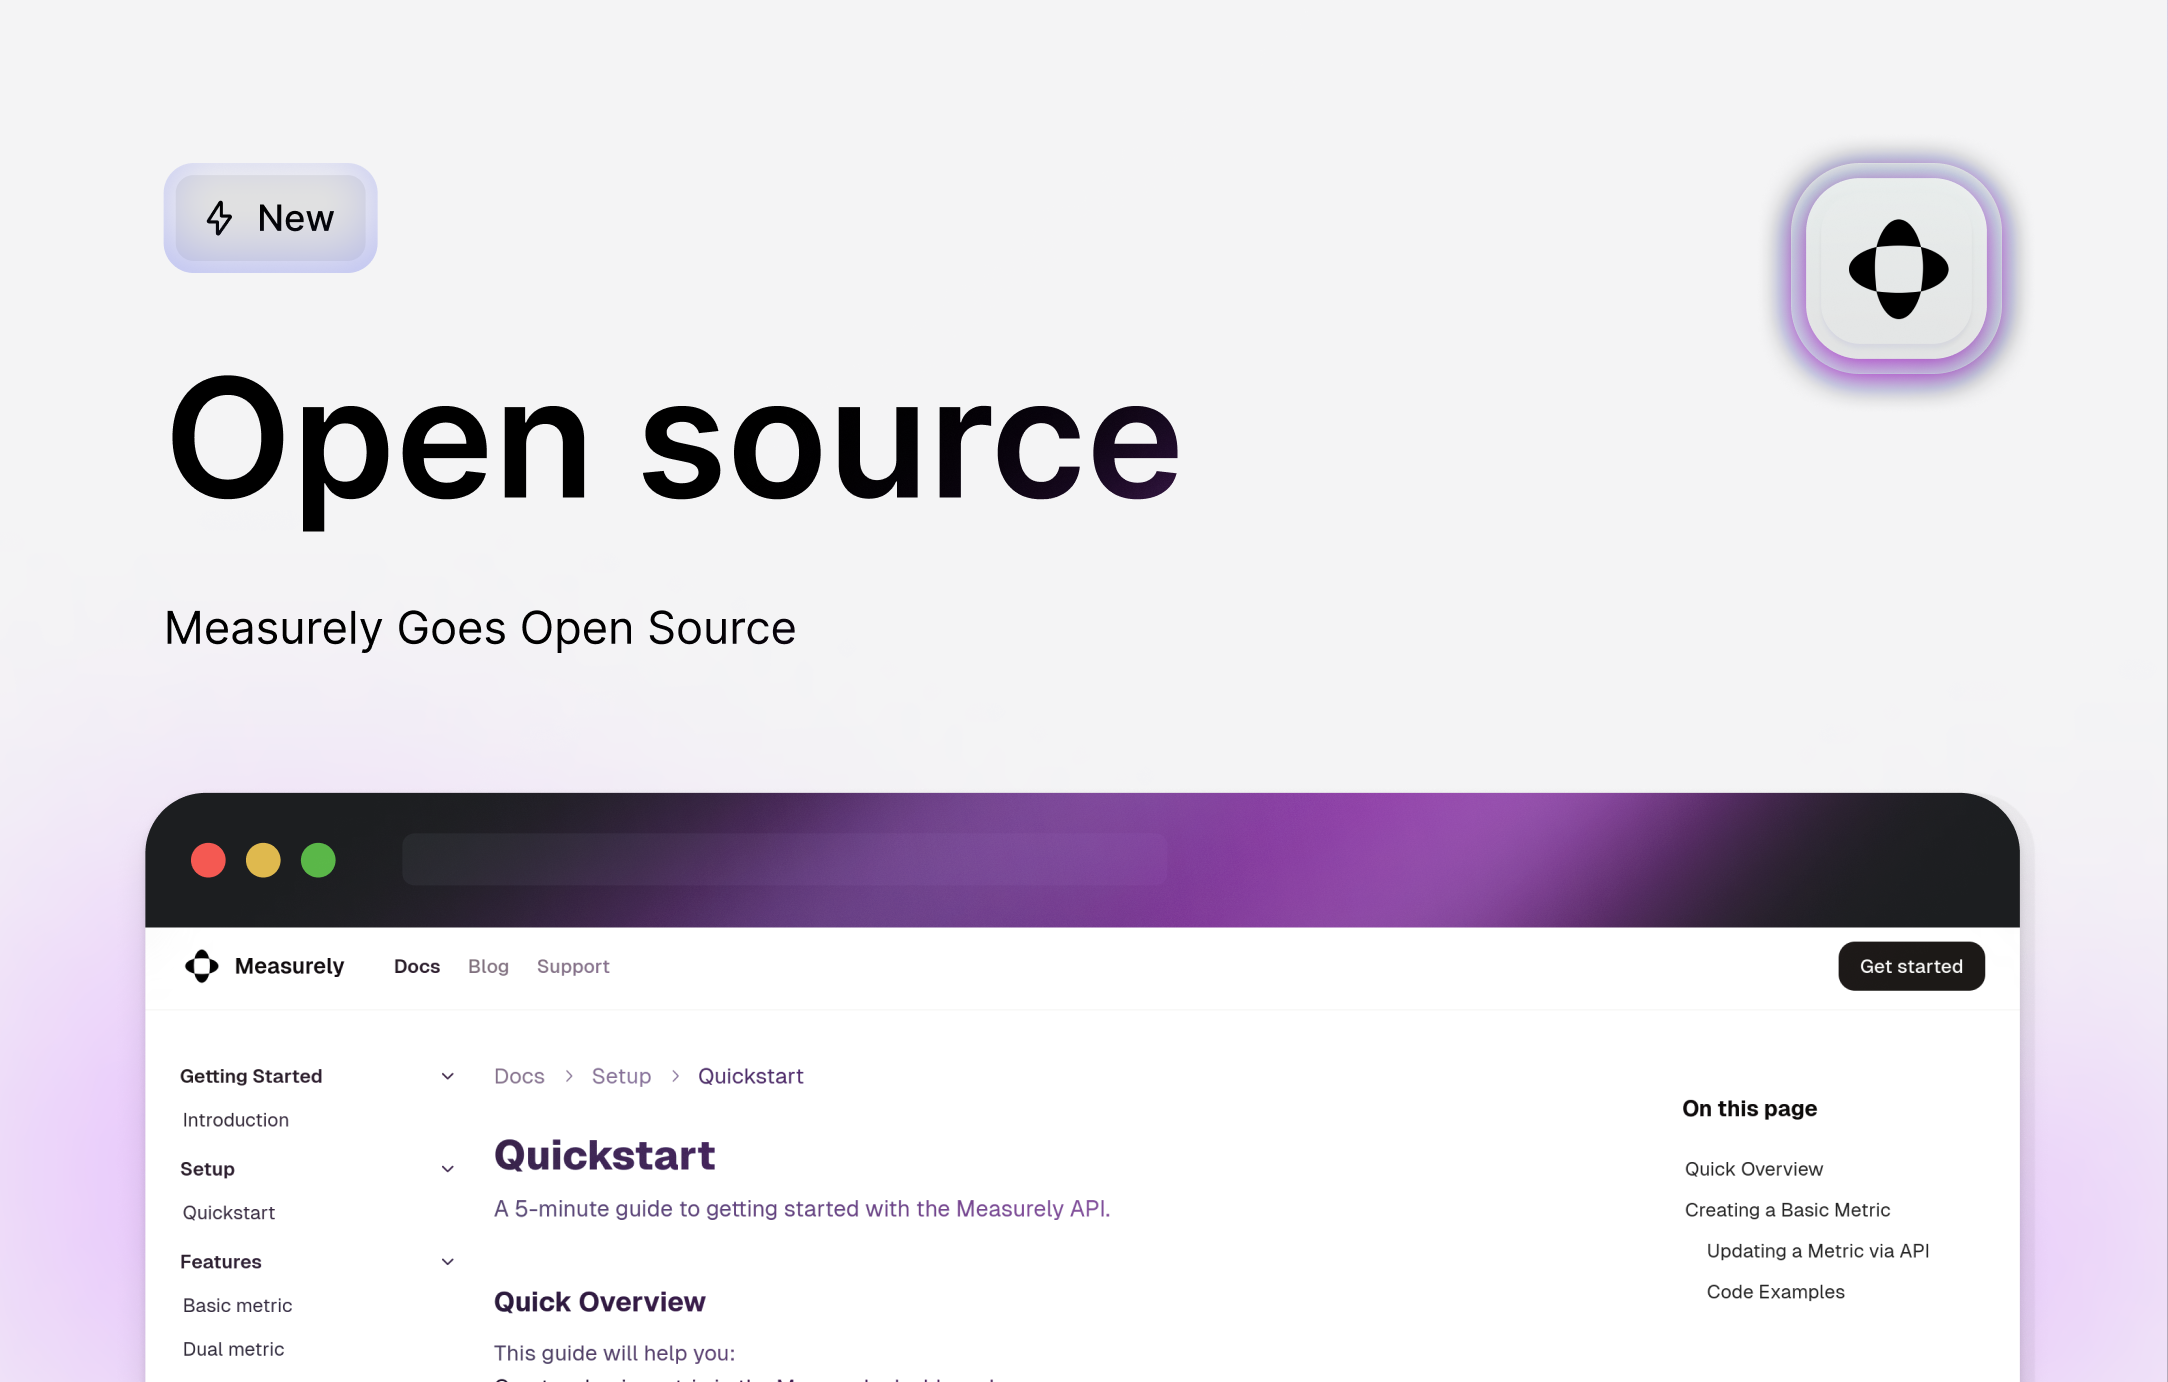 New
Open source
Measurely Goes Open Source
Measurely
Docs
Blog
Support
Get started
Getting Started
Introduction
Setup
Quickstart
Features
Basic metric
Dual metric
Docs > Setup > Quickstart
Quickstart
A 5-minute guide to getting started with the Measurely API.
Quick Overview
This guide will help you:
On this page
Quick Overview
Creating a Basic Metric
Updating a Metric via API
Code Examples